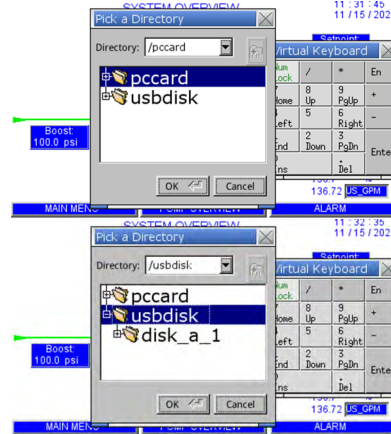 SYSTEM OVERVIEW
11 : 31 : 45
11 / 15 / 202
Pick a Directory
Setpoint:
Directory: /pccard
Virtual Keyboard
pccard
usbdisk
Num Lock / * En
7 Home 8 Up 9 PgUp +
4 Left 5 6 Right -
1 End 2 Down 3 PgDn Ente
0 Ins . Del
Boost:
100.0 psi
OK Cancel
136.72 US_GPM
MAIN MENU PUMP OVERVIEW ALARM
SYSTEM OVERVIEW
11 : 32 : 35
11 / 15 / 202
Pick a Directory
Setpoint:
Directory: /usbdisk
Virtual Keyboard
pccard
usbdisk
disk_a_1
Num Lock / * En
7 Home 8 Up 9 PgUp +
4 Left 5 6 Right -
1 End 2 Down 3 PgDn Ente
0 Ins . Del
Boost:
100.0 psi
OK Cancel
136.72 US_GPM
MAIN MENU PUMP OVERVIEW ALARM